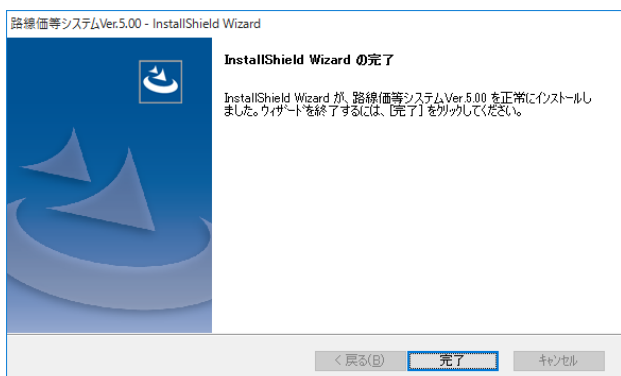 路線価等システムVer.5.00 - InstallShield Wizard
InstallShield Wizard の完了
InstallShield Wizard が、路線価等システムVer.5.00 を正常にインストールし
ました。ウィザードを終了するには、[完了] をクリックしてください。
< 戻る(B)
完了
キャンセル